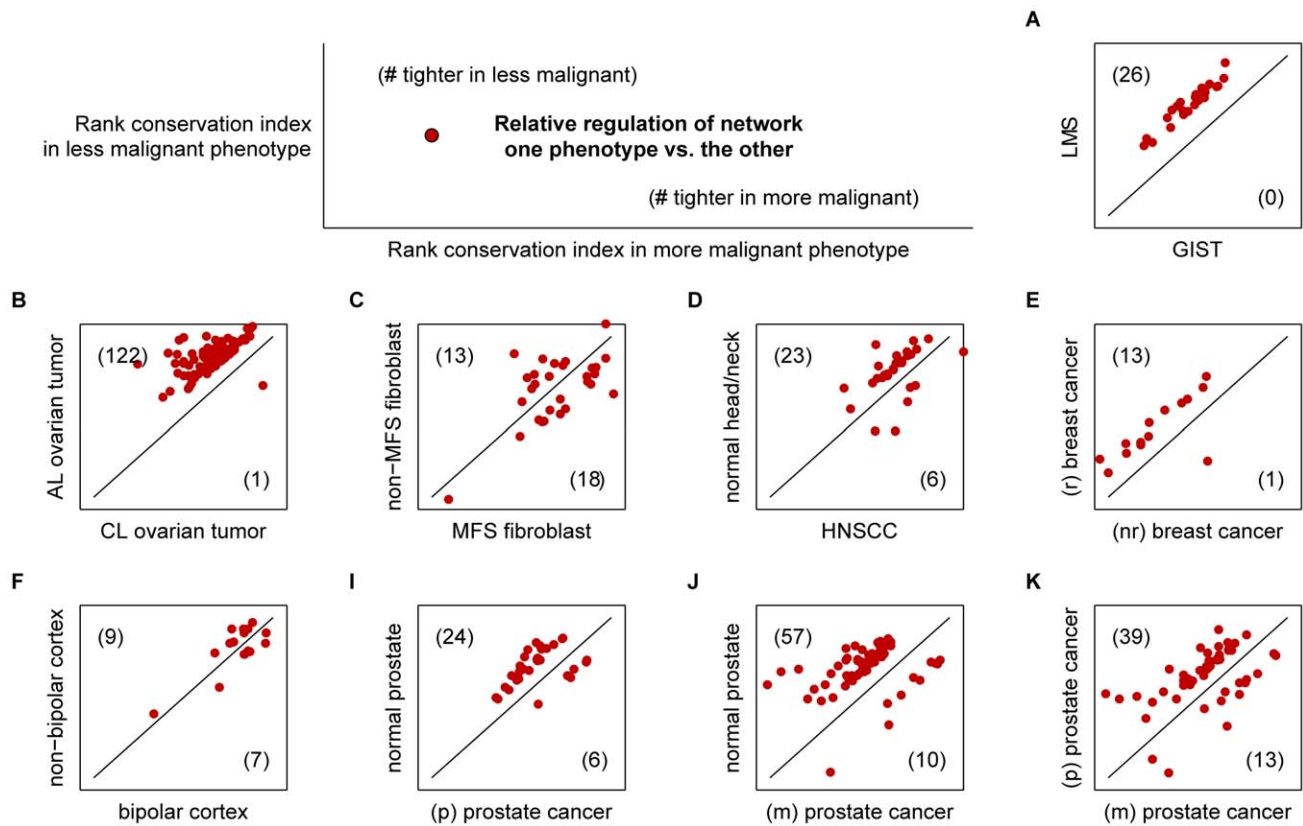 A
(# tighter in less malignant)
Rank conservation index
in less malignant phenotype
Relative regulation of network
one phenotype vs. the other
(# tighter in more malignant)
Rank conservation index in more malignant phenotype
LMS
(26)
(0)
GIST
B
AL ovarian tumor
(122)
(1)
CL ovarian tumor
C
non−MFS fibroblast
(13)
(18)
MFS fibroblast
D
normal head/neck
(23)
(6)
HNSCC
E
(r) breast cancer
(13)
(1)
(nr) breast cancer
F
non−bipolar cortex
(9)
(7)
bipolar cortex
I
normal prostate
(24)
(6)
(p) prostate cancer
J
normal prostate
(57)
(10)
(m) prostate cancer
K
(p) prostate cancer
(39)
(13)
(m) prostate cancer